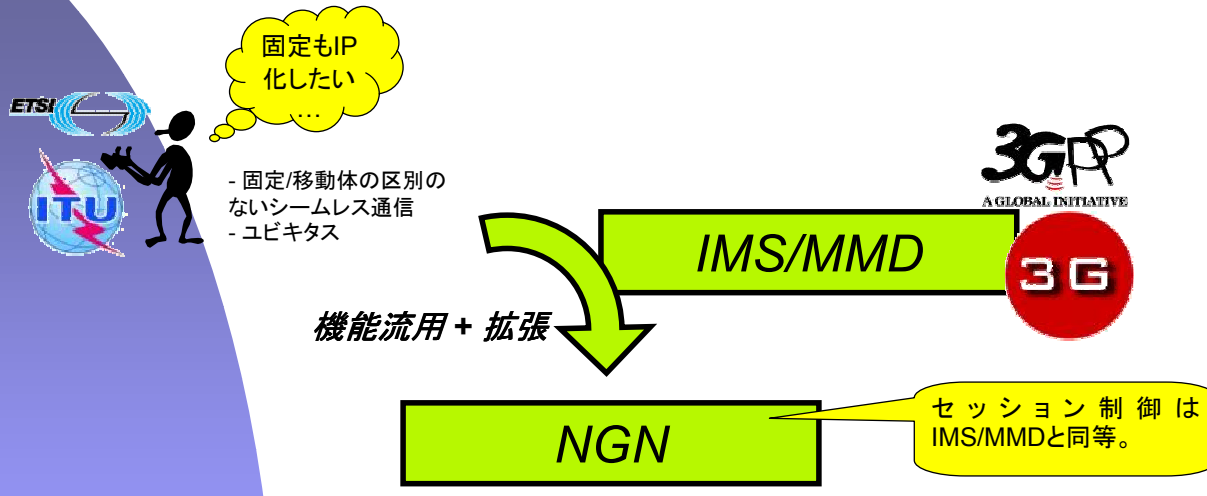 固定もIP
化したい
…
ETSI
ITU
- 固定/移動体の区別の
ないシームレス通信
- ユビキタス
3GPP
A GLOBAL INITIATIVE
IMS/MMD
3G
機能流用 + 拡張
NGN
セッション制御は
IMS/MMDと同等。